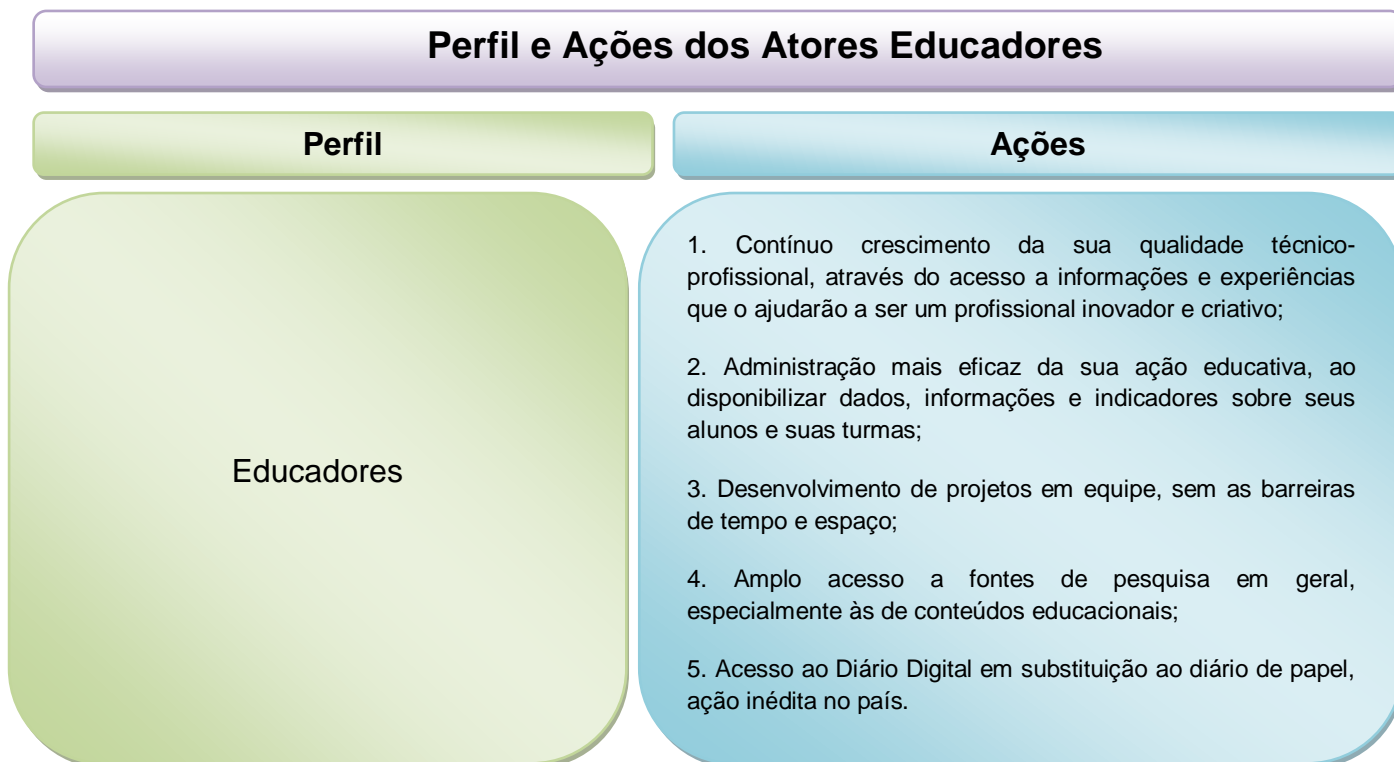 Perfil e Ações dos Atores Educadores
Perfil
Ações
Educadores
1. Contínuo crescimento da sua qualidade técnico-
profissional, através do acesso a informações e experiências
que o ajudarão a ser um profissional inovador e criativo;
2. Administração mais eficaz da sua ação educativa, ao
disponibilizar dados, informações e indicadores sobre seus
alunos e suas turmas;
3. Desenvolvimento de projetos em equipe, sem as barreiras
de tempo e espaço;
4. Amplo acesso a fontes de pesquisa em geral,
especialmente às de conteúdos educacionais;
5. Acesso ao Diário Digital em substituição ao diário de papel,
ação inédita no país.